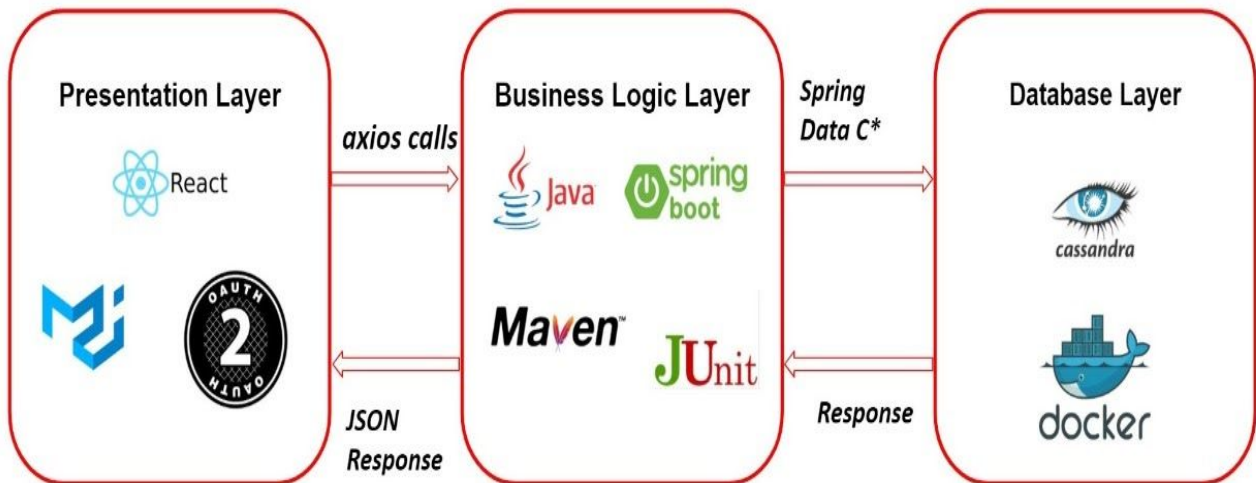 Presentation Layer
React
OAUTH
2
OAUTH
axios calls
JSON
Response
Business Logic Layer
Java
spring
boot
Maven™
JUnit
Spring
Data C*
Response
Database Layer
cassandra
docker